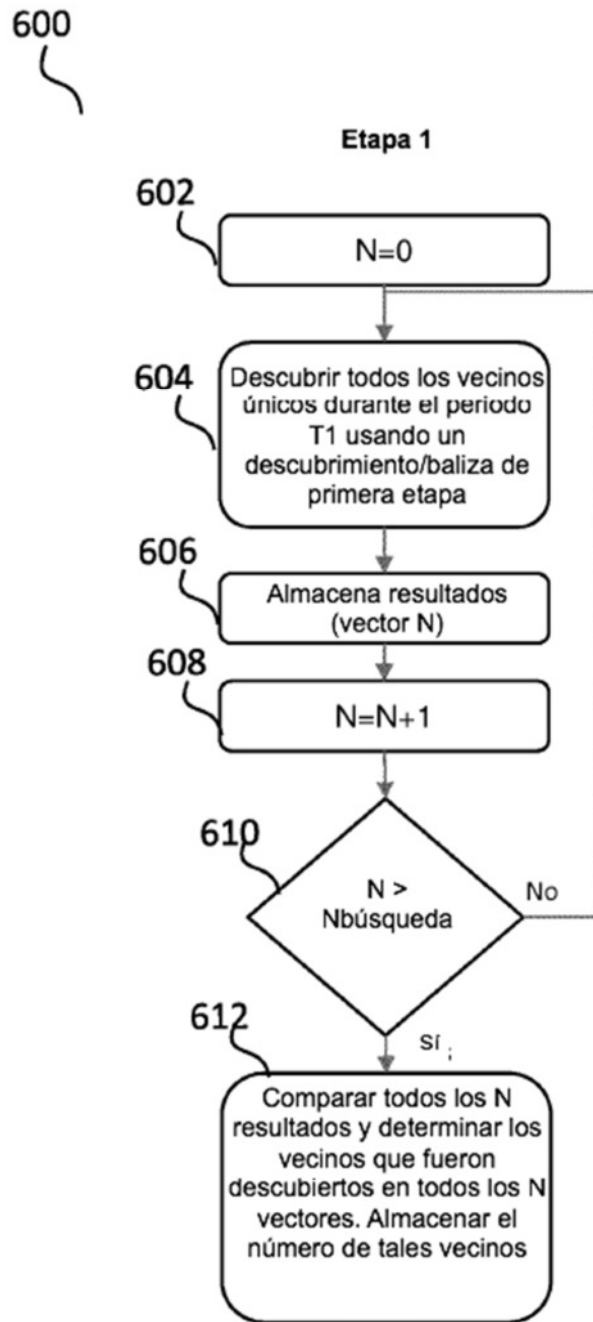 600
Etapa 1
602
N=0
604
Descubrir todos los vecinos
únicos durante el periodo
T1 usando un
descubrimiento/baliza de
primera etapa
606
Almacena resultados
(vector N)
608
N=N+1
610
N >
Nbúsqueda
No
612
Sí ;
Comparar todos los N
resultados y determinar los
vecinos que fueron
descubiertos en todos los N
vectores. Almacenar el
número de tales vecinos